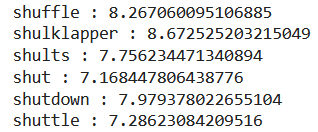 shuffle : 8.267060095106885
shulklapper : 8.672525203215049
shults : 7.756234471340894
shut : 7.168447806438776
shutdown : 7.979378022655104
shuttle : 7.28623084209516